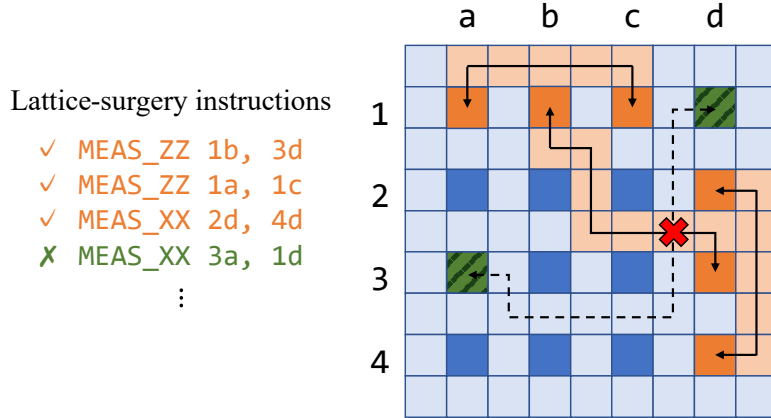 a b c d
Lattice-surgery instructions
✓ MEAS_ZZ 1b, 3d
✓ MEAS_ZZ 1a, 1c
✓ MEAS_XX 2d, 4d
✗ MEAS_XX 3a, 1d
⋮
1
2
3
4